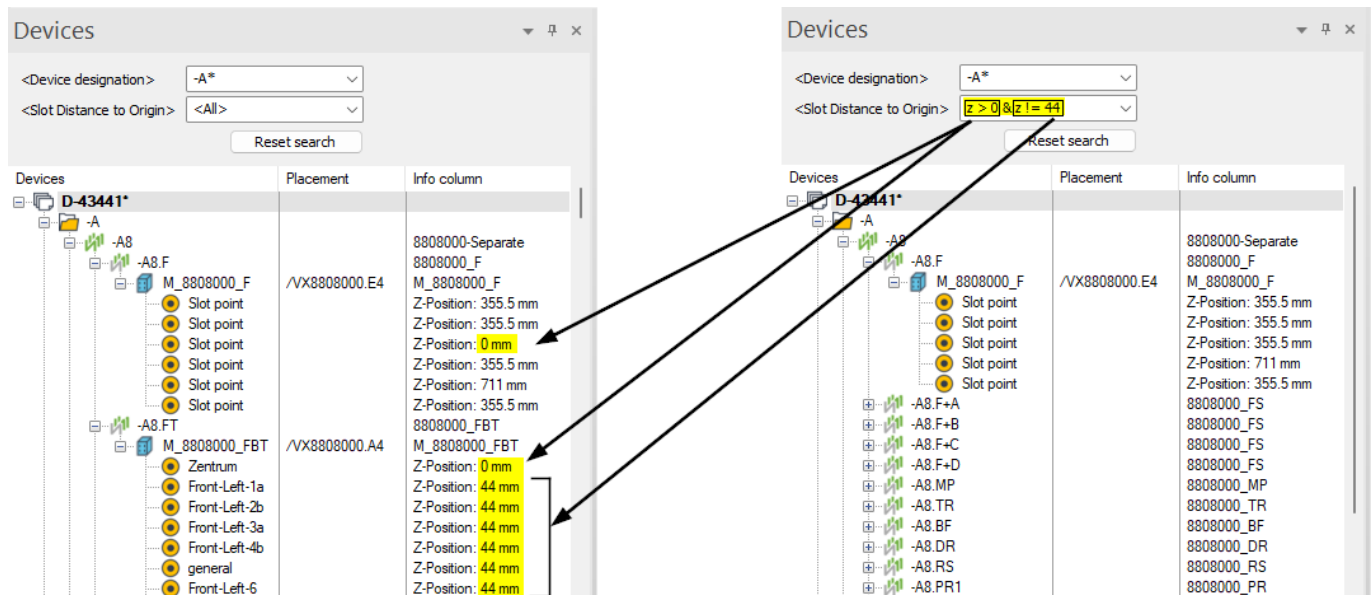 Devices
<Device designation> -A*
<Slot Distance to Origin> <All>
Reset search
Devices Placement Info column
D-43441*
-A
-A8 8808000-Separate
-A8.F 8808000_F
M_8808000_F /VX8808000.E4 M_8808000_F
Slot point Z-Position: 355.5 mm
Slot point Z-Position: 355.5 mm
Slot point Z-Position: 0 mm
Slot point Z-Position: 355.5 mm
Slot point Z-Position: 711 mm
Slot point Z-Position: 355.5 mm
-A8.FT 8808000_FBT
M_8808000_FBT /VX8808000.A4 M_8808000_FBT
Zentrum Z-Position: 0 mm
Front-Left-1a Z-Position: 44 mm
Front-Left-2b Z-Position: 44 mm
Front-Left-3a Z-Position: 44 mm
Front-Left-4b Z-Position: 44 mm
general Z-Position: 44 mm
Front-Left-6 Z-Position: 44 mm
Devices
<Device designation> -A*
<Slot Distance to Origin> z > 0 & z != 44
Reset search
Devices Placement Info column
D-43441*
-A
-A8 8808000-Separate
-A8.F 8808000_F
M_8808000_F /VX8808000.E4 M_8808000_F
Slot point Z-Position: 355.5 mm
Slot point Z-Position: 355.5 mm
Slot point Z-Position: 355.5 mm
Slot point Z-Position: 711 mm
Slot point Z-Position: 355.5 mm
-A8.F+A 8808000_FS
-A8.F+B 8808000_FS
-A8.F+C 8808000_FS
-A8.F+D 8808000_FS
-A8.MP 8808000_MP
-A8.TR 8808000_TR
-A8.BF 8808000_BF
-A8.DR 8808000_DR
-A8.RS 8808000_RS
-A8.PR1 8808000_PR